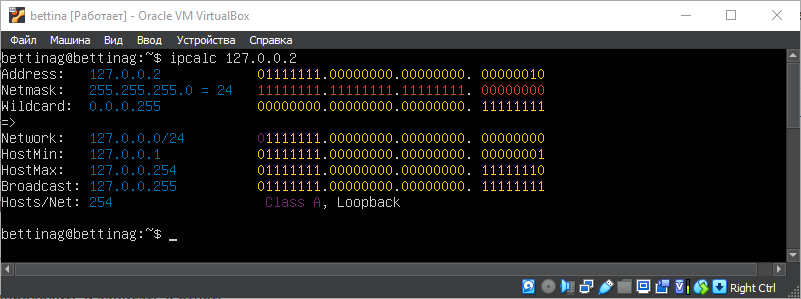 bettina [Работает] - Oracle VM VirtualBox
Файл Машина Вид Ввод Устройства Справка
bettinag@bettinag:~$ ipcalc 127.0.0.2
Address: 127.0.0.2 01111111.00000000.00000000. 00000010
Netmask: 255.255.255.0 = 24 11111111.11111111.11111111. 00000000
Wildcard: 0.0.0.255 00000000.00000000.00000000. 11111111
=>
Network: 127.0.0.0/24 01111111.00000000.00000000. 00000000
HostMin: 127.0.0.1 01111111.00000000.00000000. 00000001
HostMax: 127.0.0.254 01111111.00000000.00000000. 11111110
Broadcast: 127.0.0.255 01111111.00000000.00000000. 11111111
Hosts/Net: 254 Class A, Loopback
bettinag@bettinag:~$ _
Right Ctrl